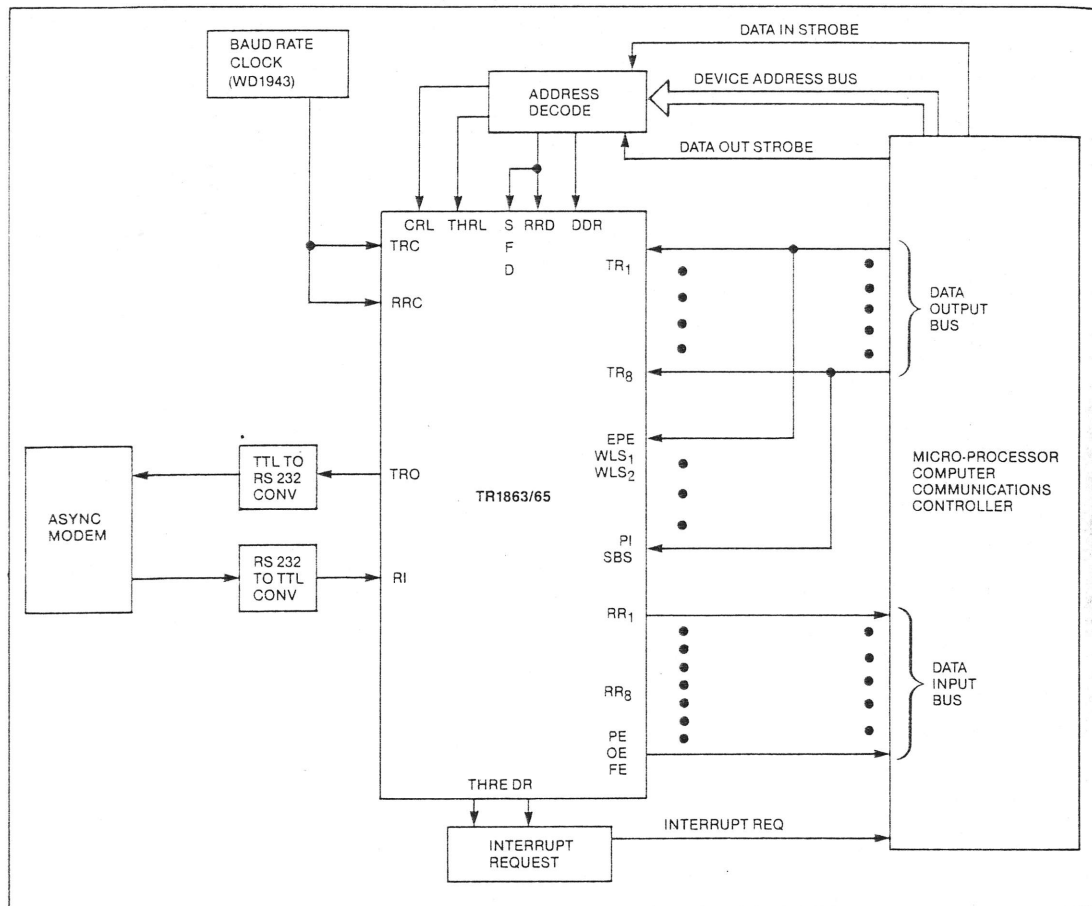 BAUD RATE
CLOCK
(WD1943)
DATA IN STROBE
ADDRESS
DECODE
DEVICE ADDRESS BUS
DATA OUT STROBE
CRL THRL S RRD DDR
F
D
TRC
RRC
TR1
TR8
DATA
OUTPUT
BUS
EPE
WLS1
WLS2
PI
SBS
TRO
RI
TR1863/65
TTL TO
RS 232
CONV
ASYNC
MODEM
RS 232
TO TTL
CONV
MICRO-PROCESSOR
COMPUTER
COMMUNICATIONS
CONTROLLER
RR1
RR8
PE
OE
FE
DATA
INPUT
BUS
THRE DR
INTERRUPT
REQUEST
INTERRUPT REQ